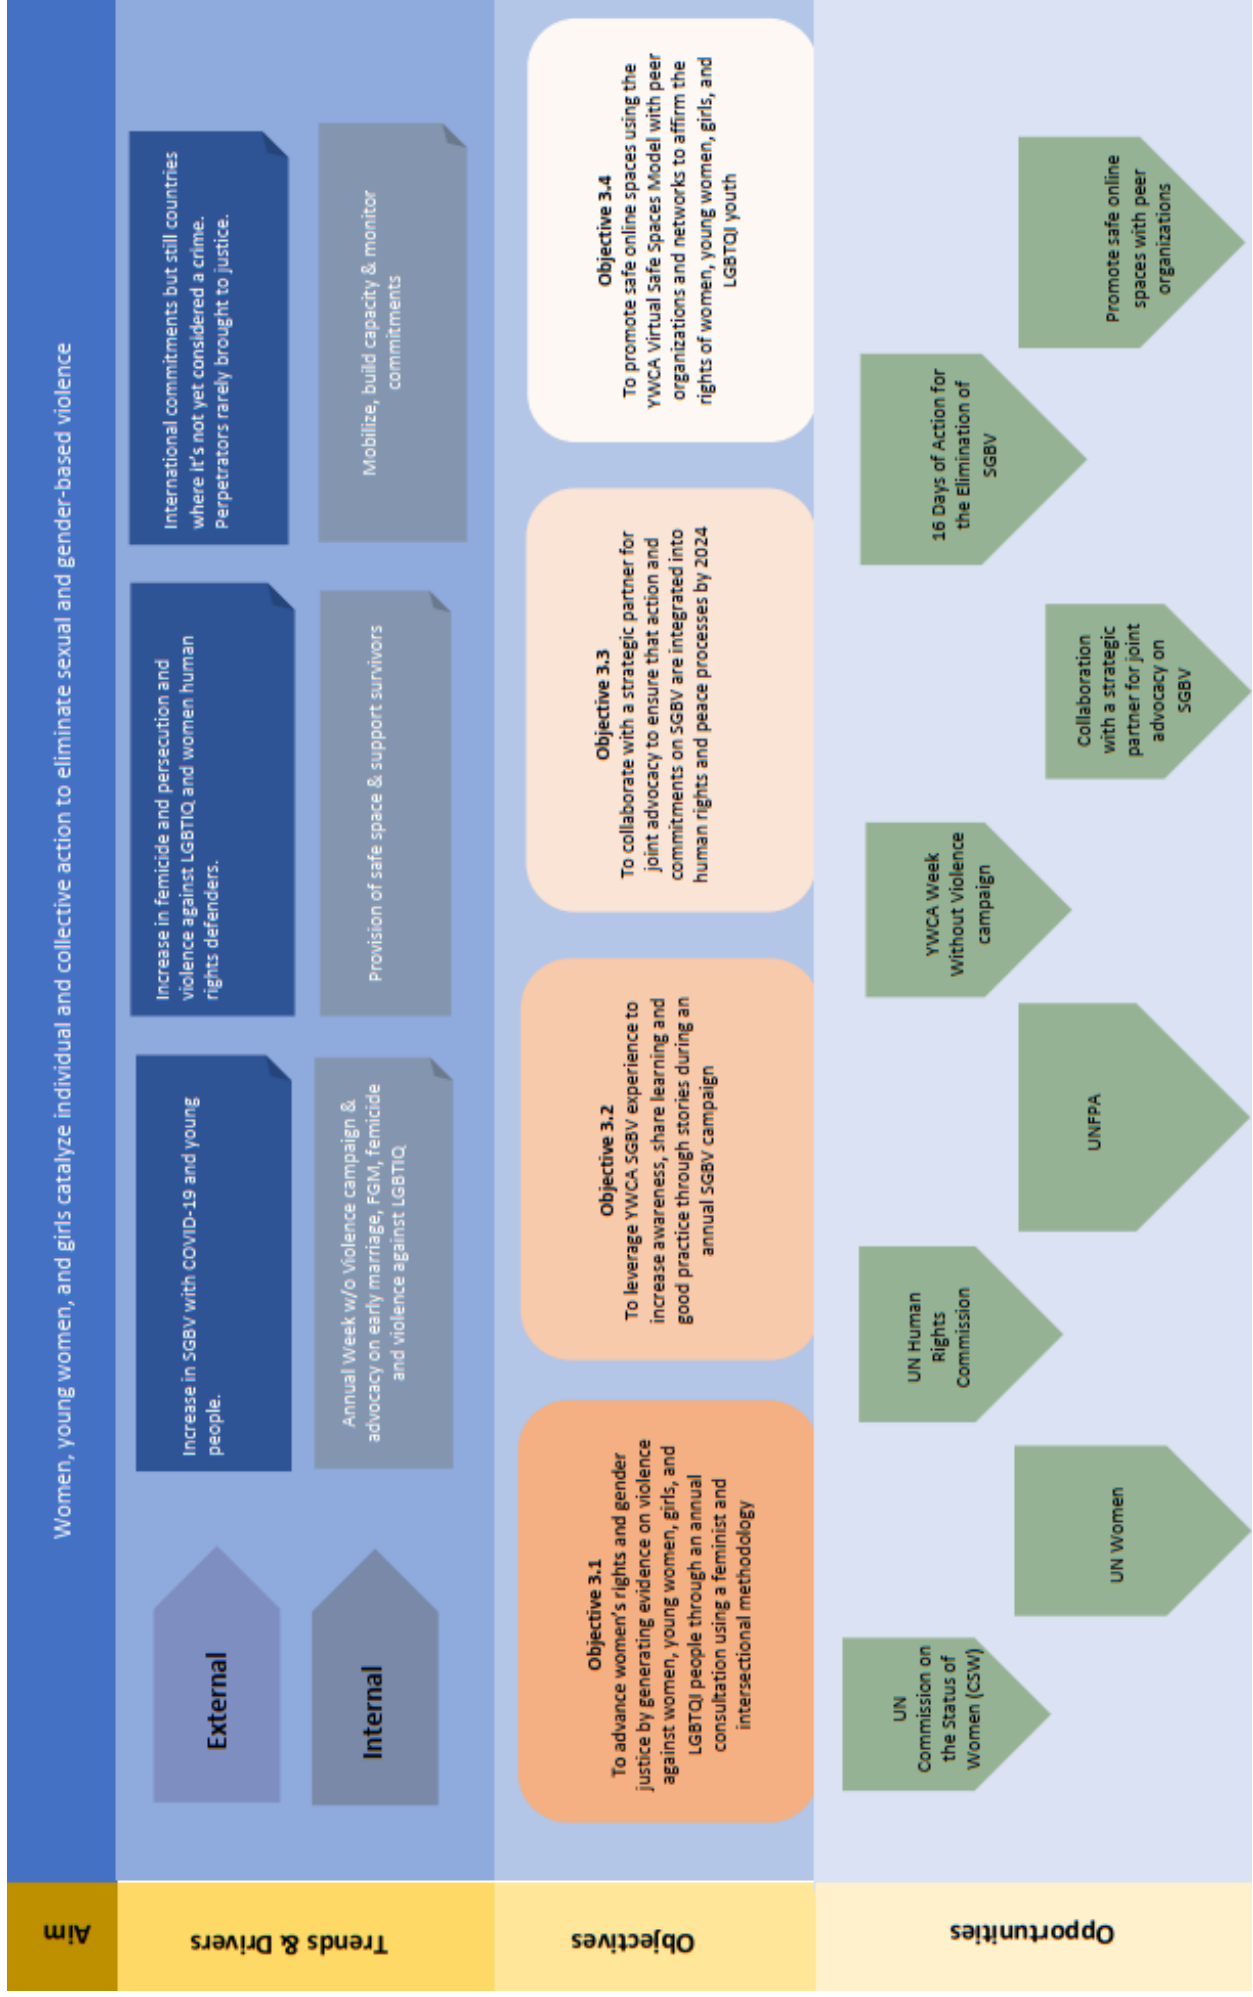 Aim
Women, young women, and girls catalyze individual and collective action to eliminate sexual and gender-based violence
Trends & Drivers
External
Increase in SGBV with COVID-19 and young
people.
Increase in femicide and persecution and
violence against LGBTIQ and women human
rights defenders.
International commitments but still countries
where it's not yet considered a crime.
Perpetrators rarely brought to justice.
Internal
Annual Week w/o Violence campaign &
advocacy on early marriage, FGM, femicide
and violence against LGBTIQ
Provision of safe space & support survivors
Mobilize, build capacity & monitor
commitments
Objectives
Objective 3.1
To advance women's rights and gender
justice by generating evidence on violence
against women, young women, girls, and
LGBTQI people through an annual
consultation using a feminist and
intersectional methodology
Objective 3.2
To leverage YWCA SGBV experience to
increase awareness, share learning and
good practice through stories during an
annual SGBV campaign
Objective 3.3
To collaborate with a strategic partner for
joint advocacy to ensure that action and
commitments on SGBV are integrated into
human rights and peace processes by 2024
Objective 3.4
To promote safe online spaces using the
YWCA Virtual Safe Spaces Model with peer
organizations and networks to affirm the
rights of women, young women, girls, and
LGBTQI youth
Opportunities
UN
Commission on
the Status of
Women (CSW)
UN Women
UN Human
Rights
Commission
UNFPA
YWCA Week
Without Violence
campaign
Collaboration
with a strategic
partner for joint
advocacy on
SGBV
16 Days of Action for
the Elimination of
SGBV
Promote safe online
spaces with peer
organizations